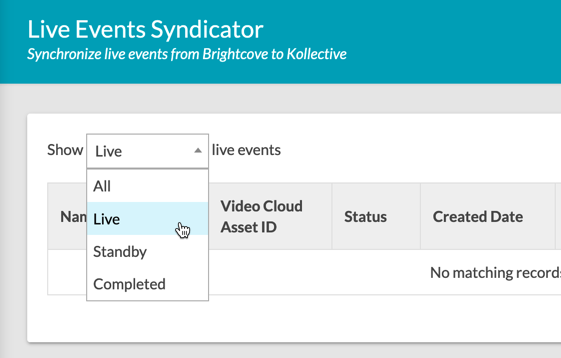 Live Events Syndicator
Synchronize live events from Brightcove to Kollective
Show Live live events
All
Live
Standby
Completed
Video Cloud
Asset ID
Status
Created Date
No matching records